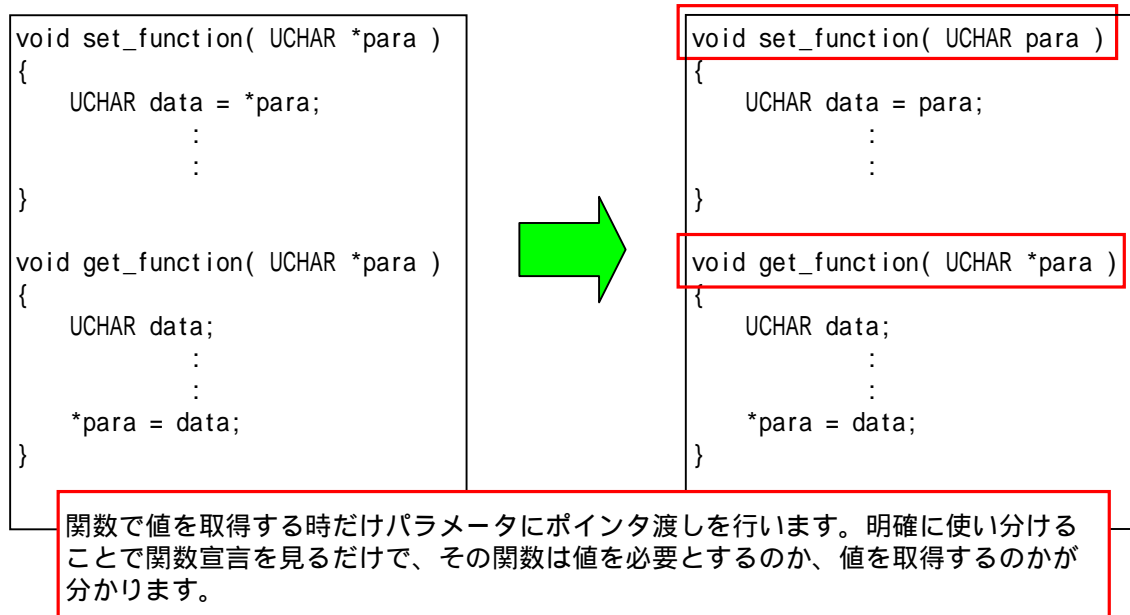 void set_function( UCHAR *para )
{
UCHAR data = *para;
:
:
}
void get_function( UCHAR *para )
{
UCHAR data;
:
:
*para = data;
}
void set_function( UCHAR para )
{
UCHAR data = para;
:
:
}
void get_function( UCHAR *para )
{
UCHAR data;
:
:
*para = data;
}
関数で値を取得する時だけパラメータにポインタ渡しを行います。明確に使い分ける
ことで関数宣言を見るだけで、その関数は値を必要とするのか、値を取得するのかが
分かります。